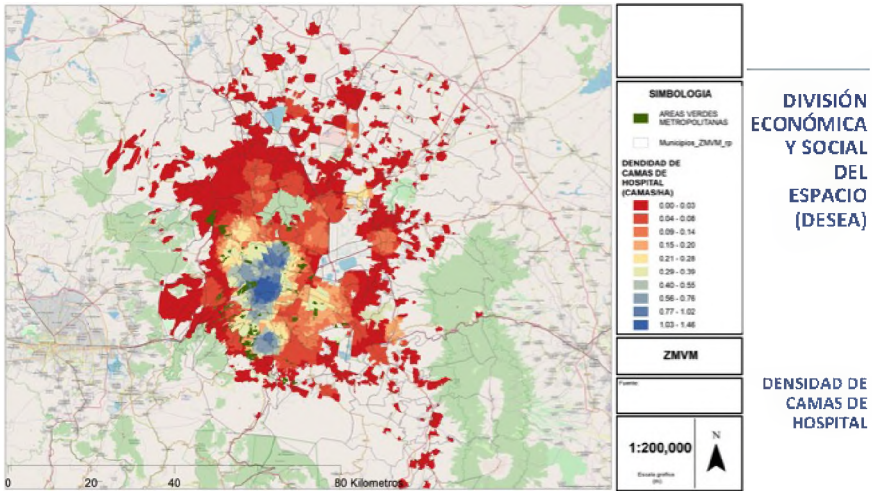 SIMBOLOGIA
AREAS VERDES
METROPOLITANAS
Municipios_ZMVM_rp
DENDIDAD DE
CAMAS DE
HOSPITAL
(CAMAS/HA)
0.00 - 0.03
0.04 - 0.08
0.09 - 0.14
0.15 - 0.20
0.21 - 0.28
0.29 - 0.39
0.40 - 0.55
0.56 - 0.76
0.77 - 1.02
1.03 - 1.46
ZMVM
Fuente:
1:200,000
N
Escala gráfica
(m)
0 20 40 80 Kilometros
DIVISIÓN
ECONÓMICA
Y SOCIAL
DEL
ESPACIO
(DESEA)
DENSIDAD DE
CAMAS DE
HOSPITAL